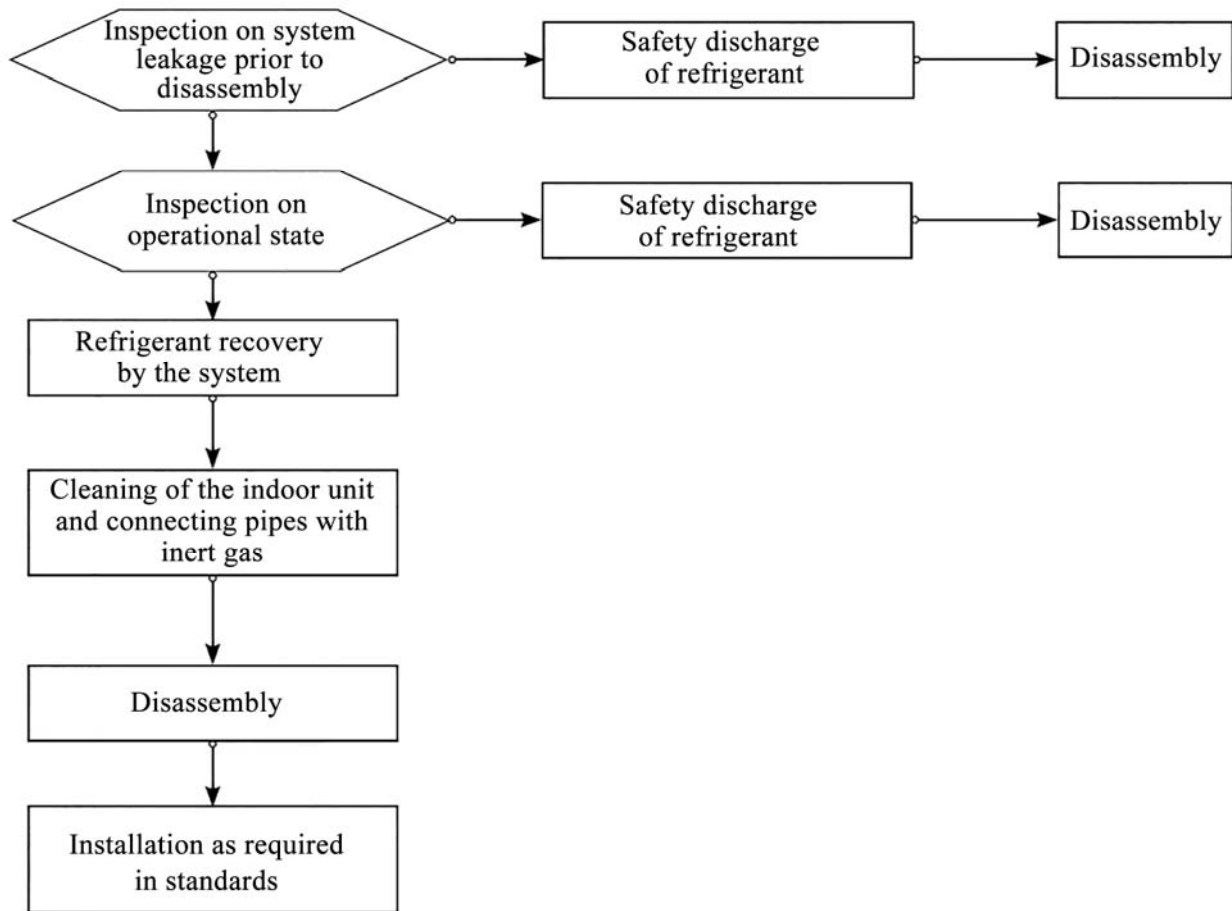 Inspection on system
leakage prior to
disassembly
Safety discharge
of refrigerant
Disassembly
Inspection on
operational state
Safety discharge
of refrigerant
Disassembly
Refrigerant recovery
by the system
Cleaning of the indoor unit
and connecting pipes with
inert gas
Disassembly
Installation as required
in standards